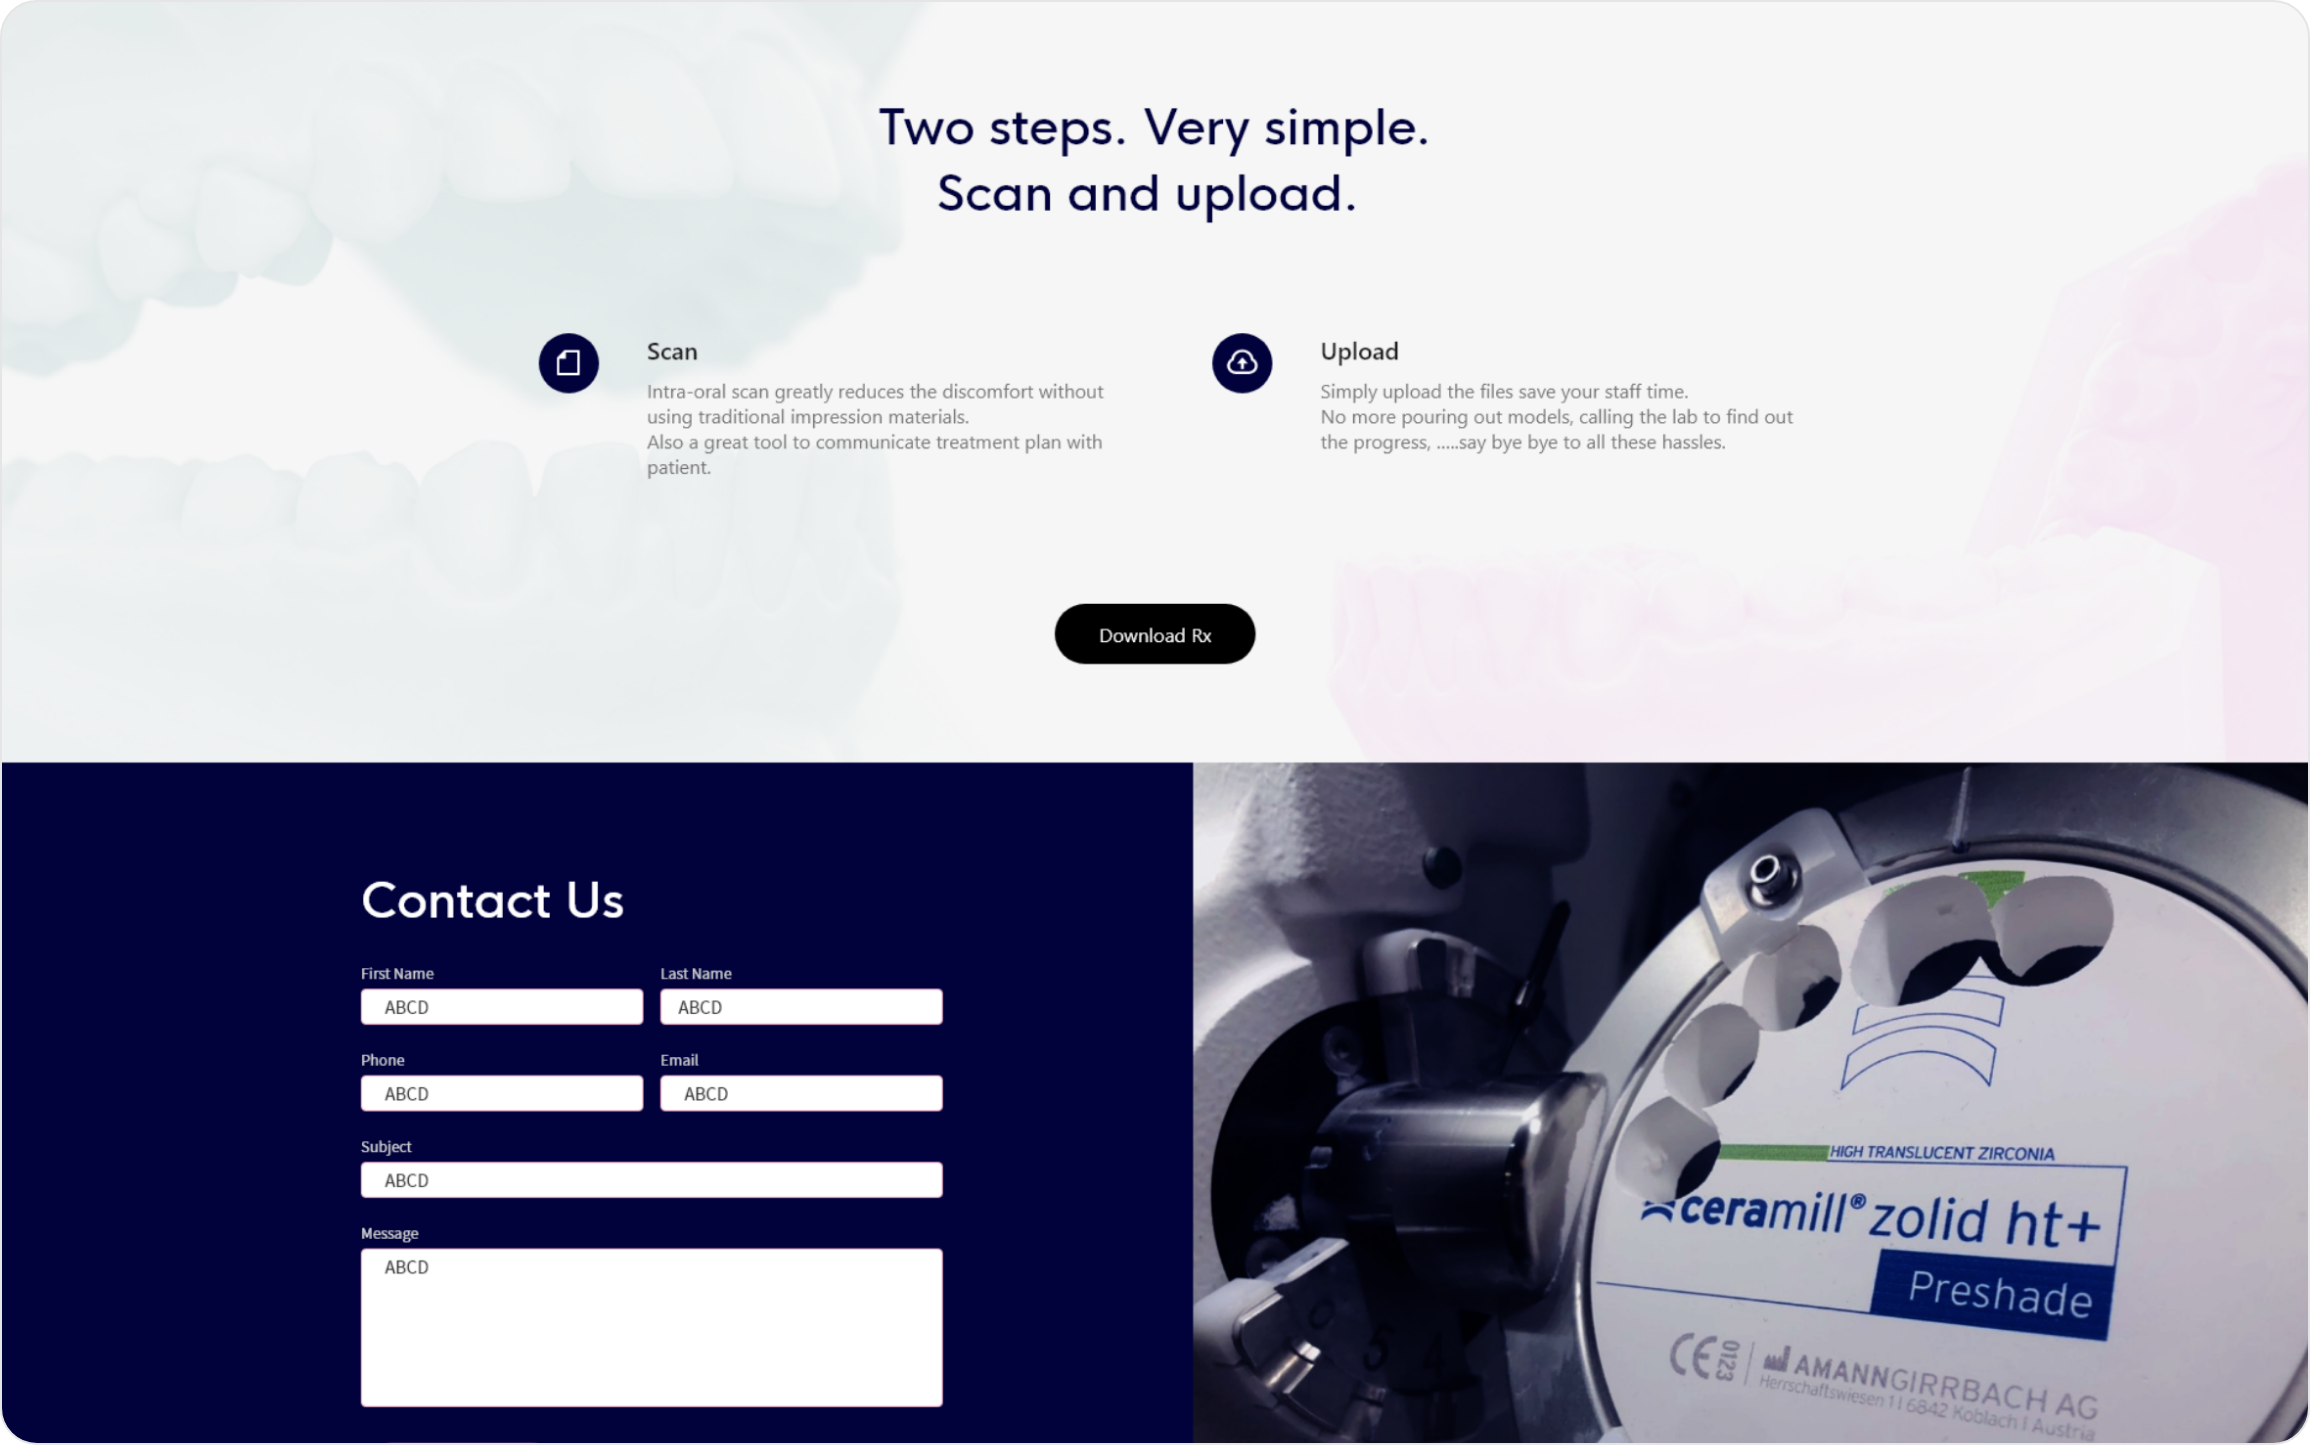 Two steps. Very simple.
Scan and upload.
Scan
Intra-oral scan greatly reduces the discomfort without
using traditional impression materials.
Also a great tool to communicate treatment plan with
patient.
Upload
Simply upload the files save your staff time.
No more pouring out models, calling the lab to find out
the progress, .....say bye bye to all these hassles.
Download Rx
Contact Us
First Name
Last Name
ABCD
ABCD
Phone
Email
ABCD
ABCD
Subject
ABCD
Message
ABCD
HIGH TRANSLUCENT ZIRCONIA
ceramill® zolid ht+
Preshade
CE 0123
AMANNGIRRBACH AG
Herrschaftswiesen 1 | 6842 Koblach | Austria
0 5 4